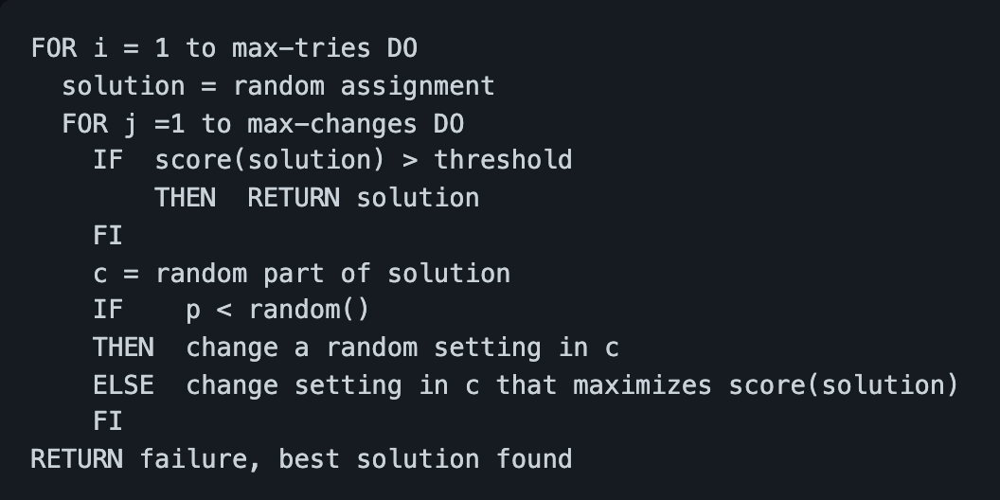 FOR i = 1 to max-tries DO
  solution = random assignment
  FOR j =1 to max-changes DO
    IF  score(solution) > threshold
        THEN  RETURN solution
    FI
    c = random part of solution
    IF    p < random()
    THEN  change a random setting in c
    ELSE  change setting in c that maximizes score(solution)
    FI
RETURN failure, best solution found